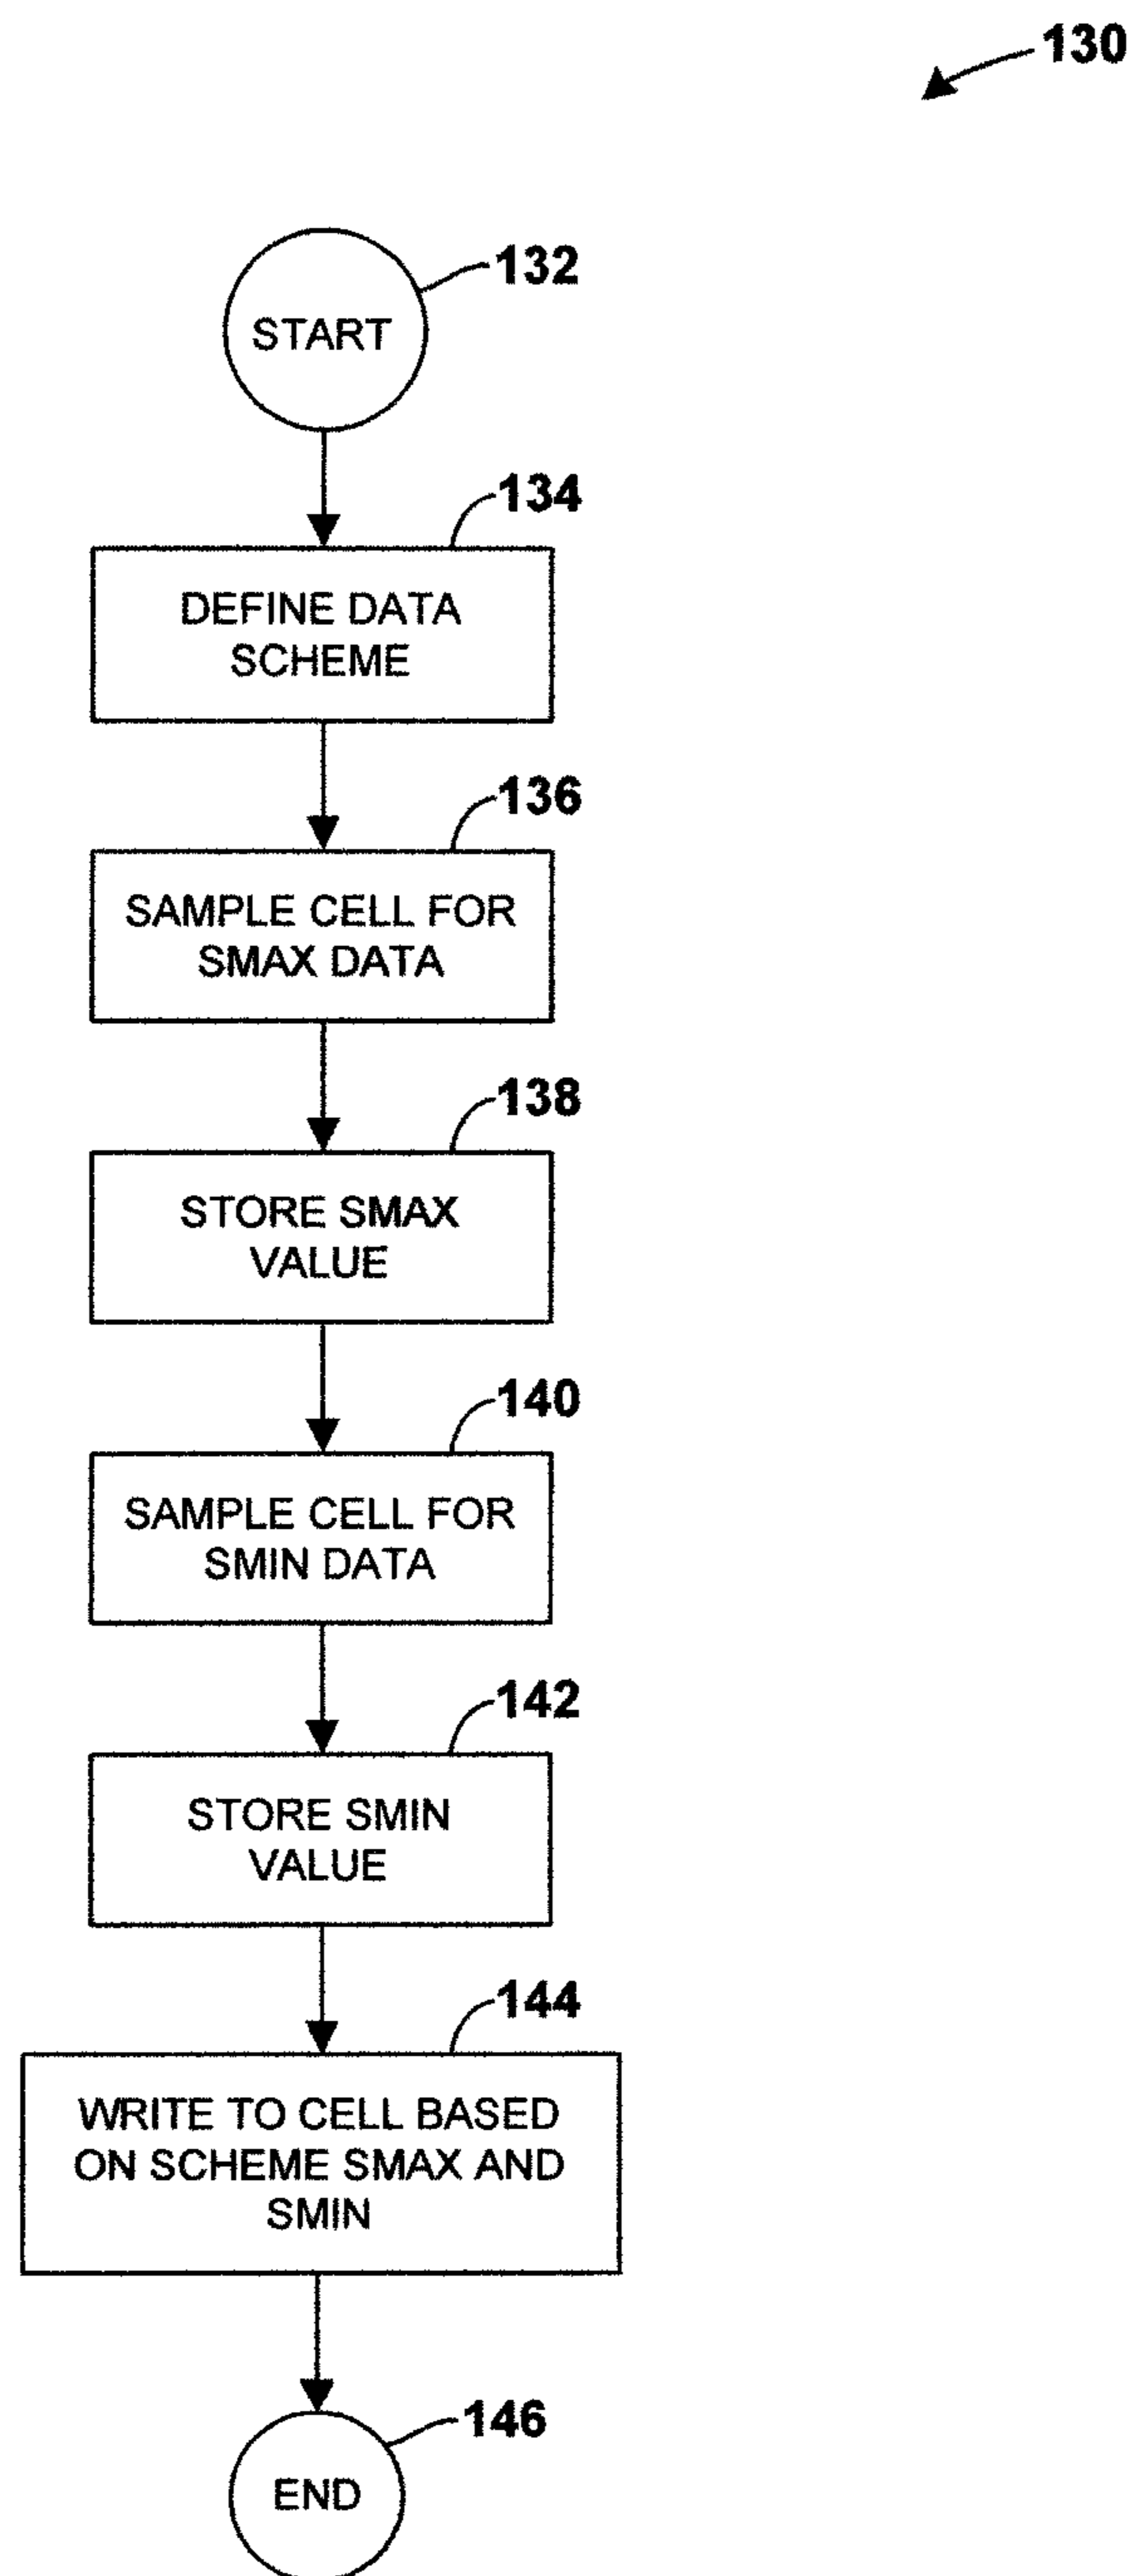 130
132
START
134
DEFINE DATA
SCHEME
136
SAMPLE CELL FOR
SMAX DATA
138
STORE SMAX
VALUE
140
SAMPLE CELL FOR
SMIN DATA
142
STORE SMIN
VALUE
144
WRITE TO CELL BASED
ON SCHEME SMAX AND
SMIN
146
END